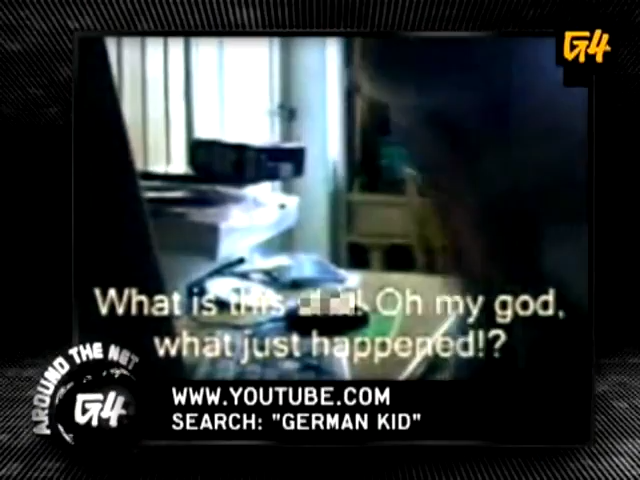 G4
What is this ! Oh my god,
what just happened!?
AROUND THE NET
G4
WWW.YOUTUBE.COM
SEARCH: "GERMAN KID"